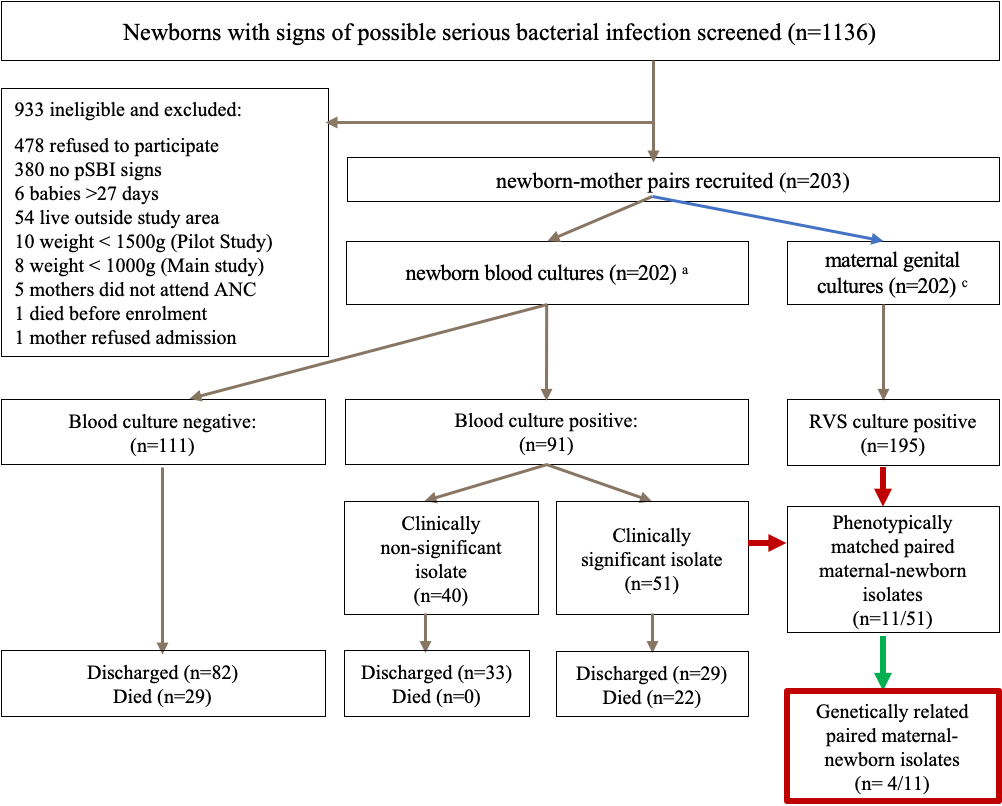 Newborns with signs of possible serious bacterial infection screened (n=1136)
933 ineligible and excluded:
478 refused to participate
380 no pSBI signs
6 babies >27 days
54 live outside study area
10 weight < 1500g (Pilot Study)
8 weight < 1000g (Main study)
5 mothers did not attend ANC
1 died before enrolment
1 mother refused admission
newborn-mother pairs recruited (n=203)
newborn blood cultures (n=202) a
maternal genital
cultures (n=202) c
Blood culture negative:
(n=111)
Blood culture positive:
(n=91)
RVS culture positive
(n=195)
Clinically
non-significant
isolate
(n=40)
Clinically
significant isolate
(n=51)
Phenotypically
matched paired
maternal-newborn
isolates
(n=11/51)
Discharged (n=82)
Died (n=29)
Discharged (n=33)
Died (n=0)
Discharged (n=29)
Died (n=22)
Genetically related
paired maternal-
newborn isolates
(n= 4/11)